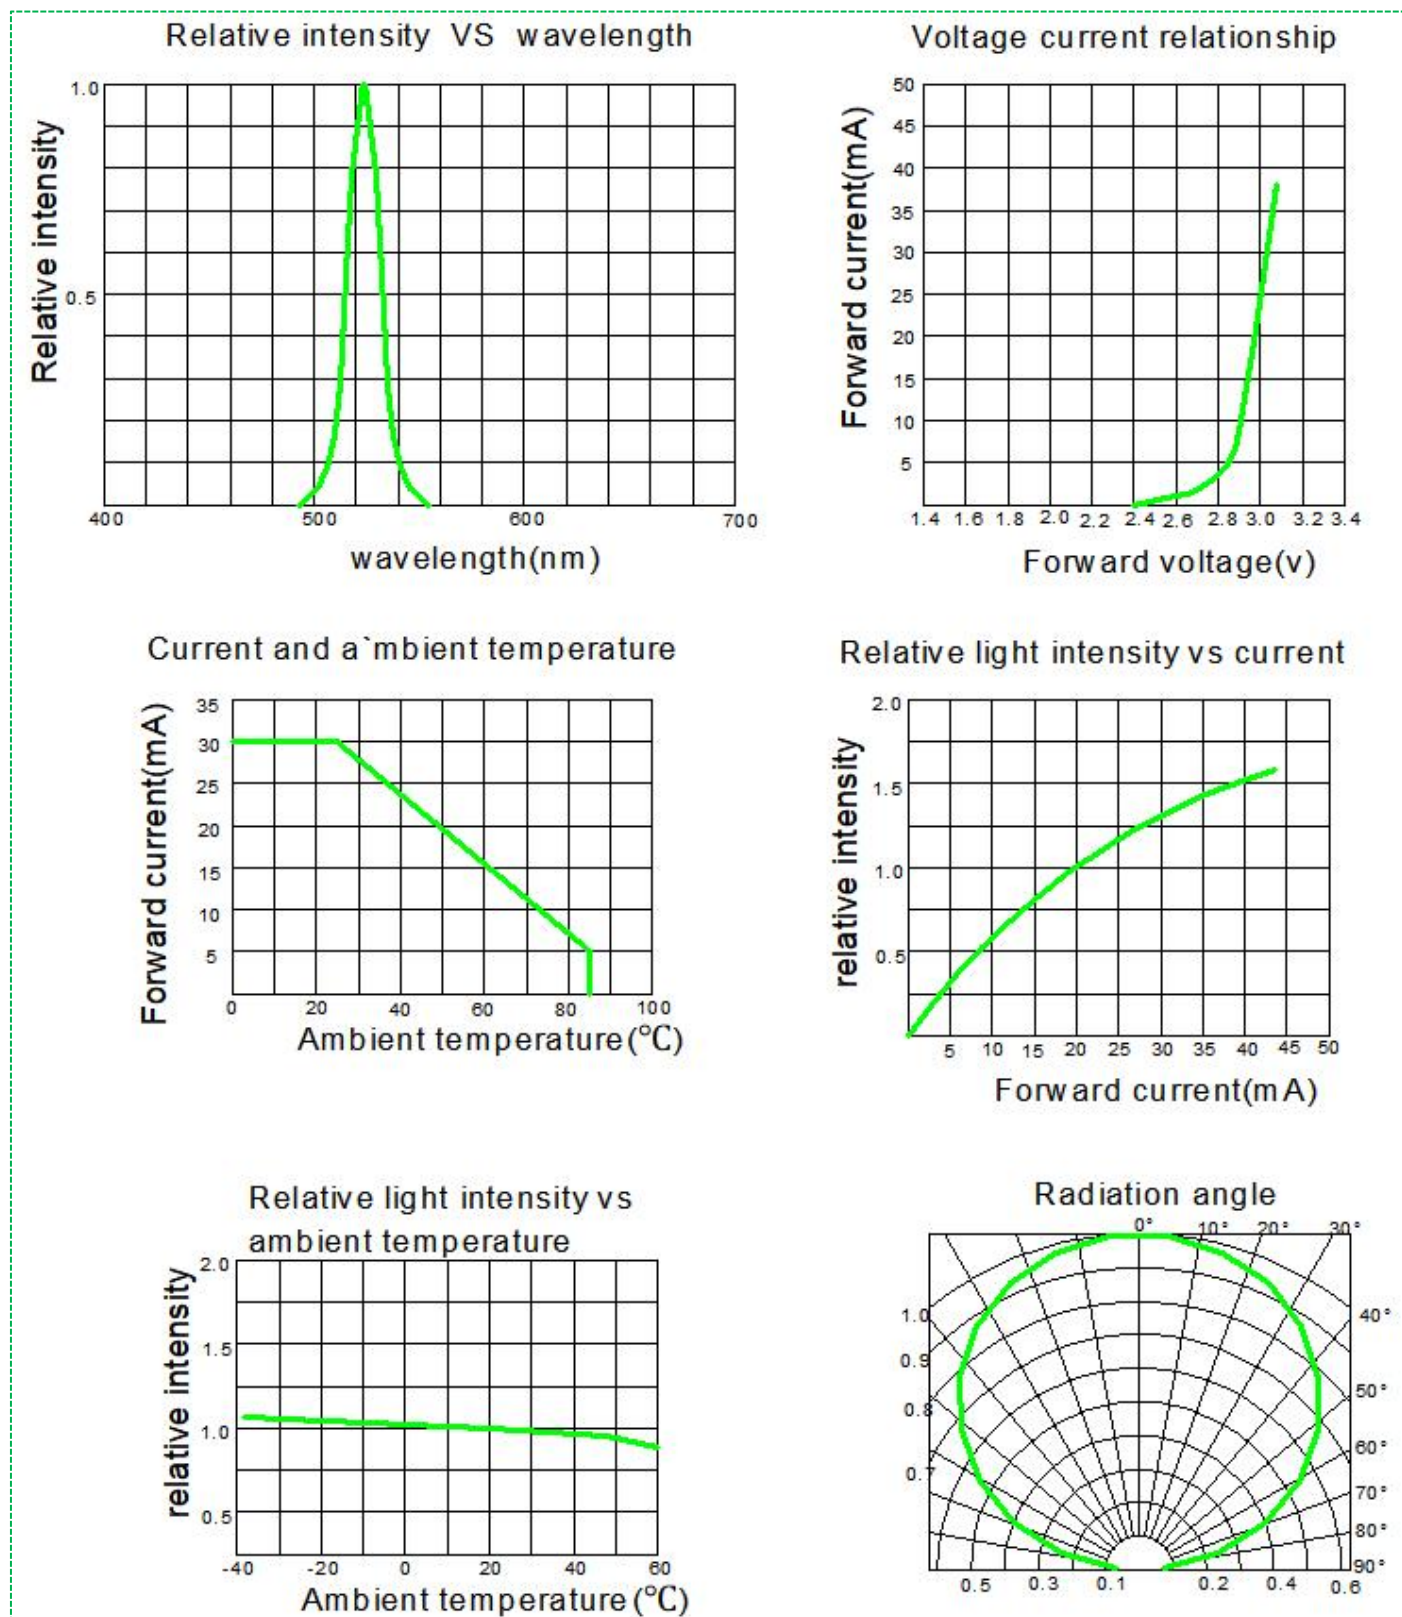 Relative intensity VS wavelength
Relative intensity
1.0
0.5
400 500 600 700
wavelength(nm)
Voltage current relationship
Forward current(mA)
50
45
40
35
30
25
20
15
10
5
1.4 1.6 1.8 2.0 2.2 2.4 2.6 2.8 3.0 3.2 3.4
Forward voltage(v)
Current and a`mbient temperature
Forward current(mA)
35
30
25
20
15
10
5
0 20 40 60 80 100
Ambient temperature(℃)
Relative light intensity vs current
relative intensity
2.0
1.5
1.0
0.5
5 10 15 20 25 30 35 40 45 50
Forward current(mA)
Relative light intensity vs
ambient temperature
relative intensity
2.0
1.5
1.0
0.5
-40 -20 0 20 40 60
Ambient temperature(℃)
Radiation angle
0° 10° 20° 30°
1.0 40°
0.9
50°
0.8
60°
0.7
70°
80°
90°
0.5 0.3 0.1 0.2 0.4 0.6